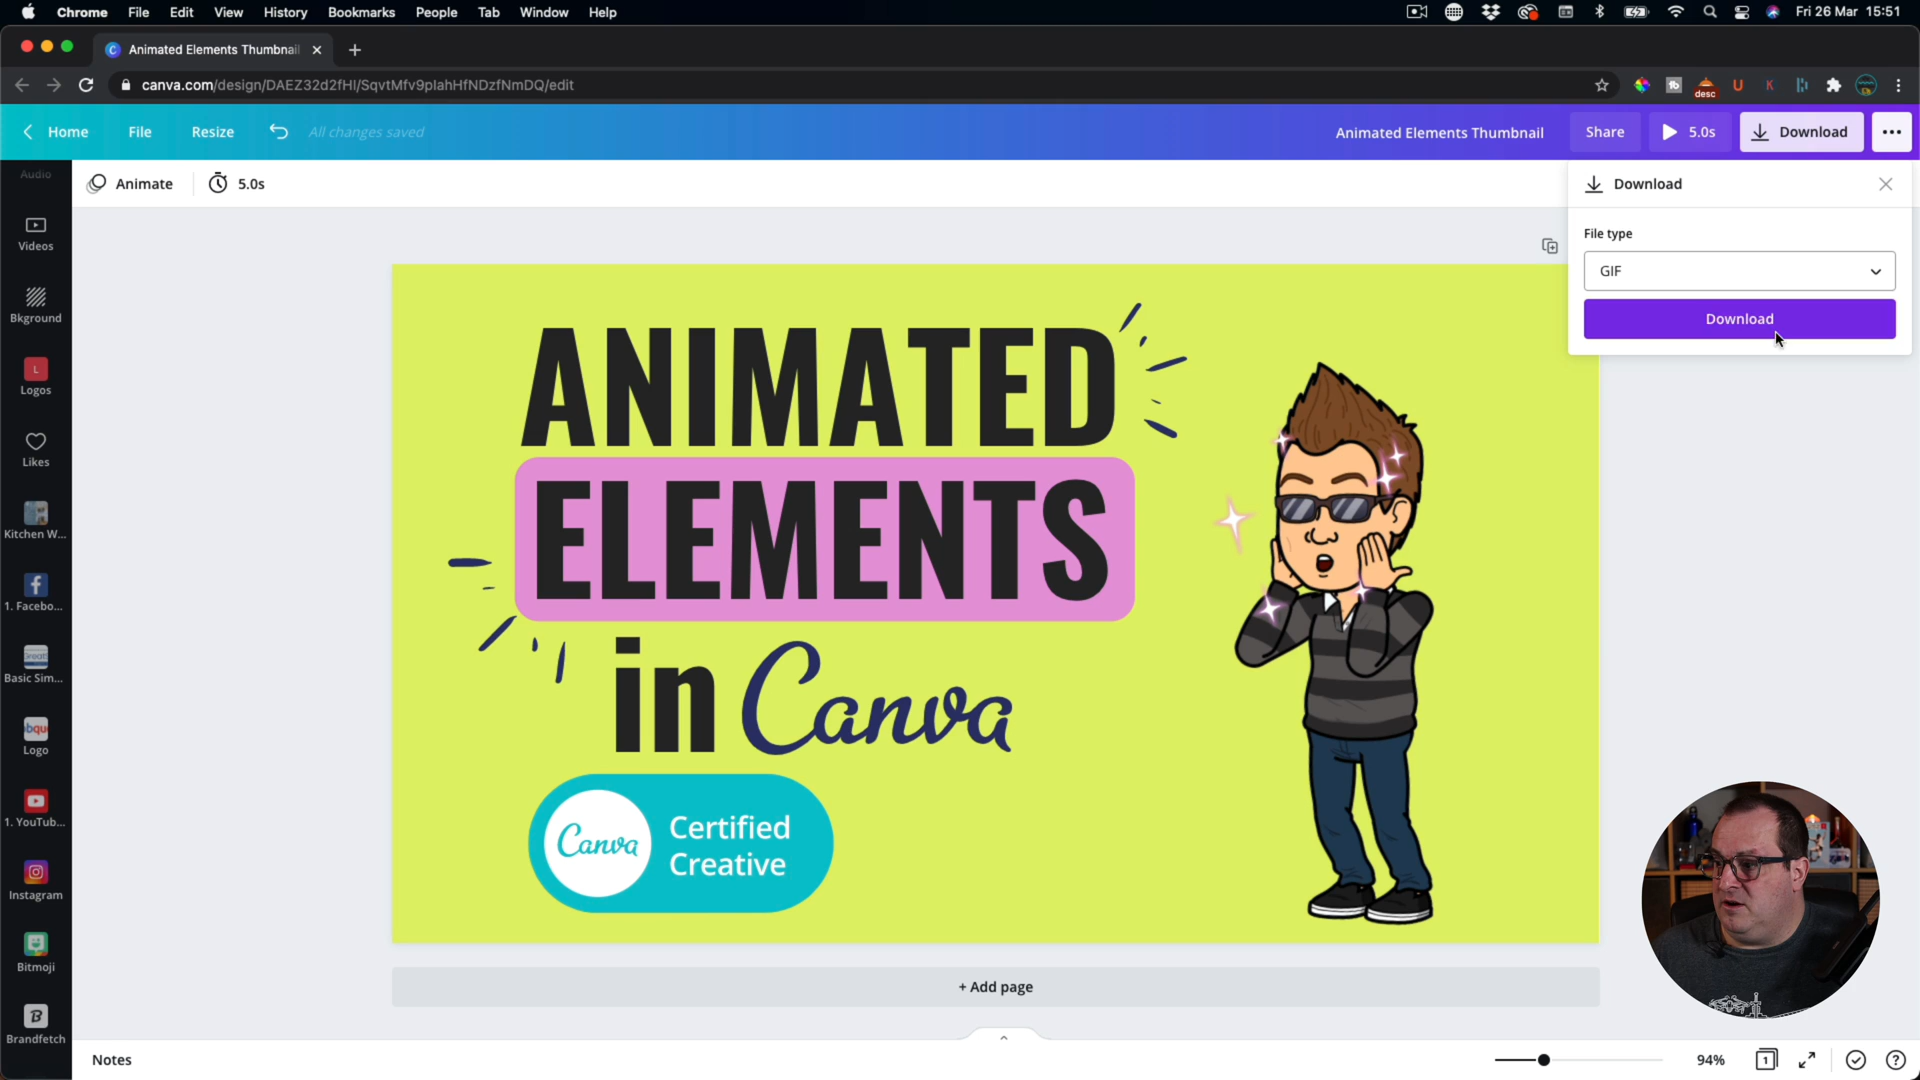 Chrome File Edit View History Bookmarks People Tab Window Help Fri 26 Mar 15:51
Animated Elements Thumbnail
canva.com/design/DAEZ32d2fHI/SqvtMfv9plahHfNDzfNmDQ/edit
desc
Home File Resize All changes saved Animated Elements Thumbnail Share 5.0s Download
Audio
Animate 5.0s
Download
Videos
File type
GIF
Download
Bkground
L
Logos
Likes
Kitchen W...
1. Facebo...
Basic Sim...
Logo
1. YouTub...
Instagram
Bitmoji
B
Brandfetch
ANIMATED
ELEMENTS
in Canva
Canva
Certified
Creative
+ Add page
Notes 94% 1